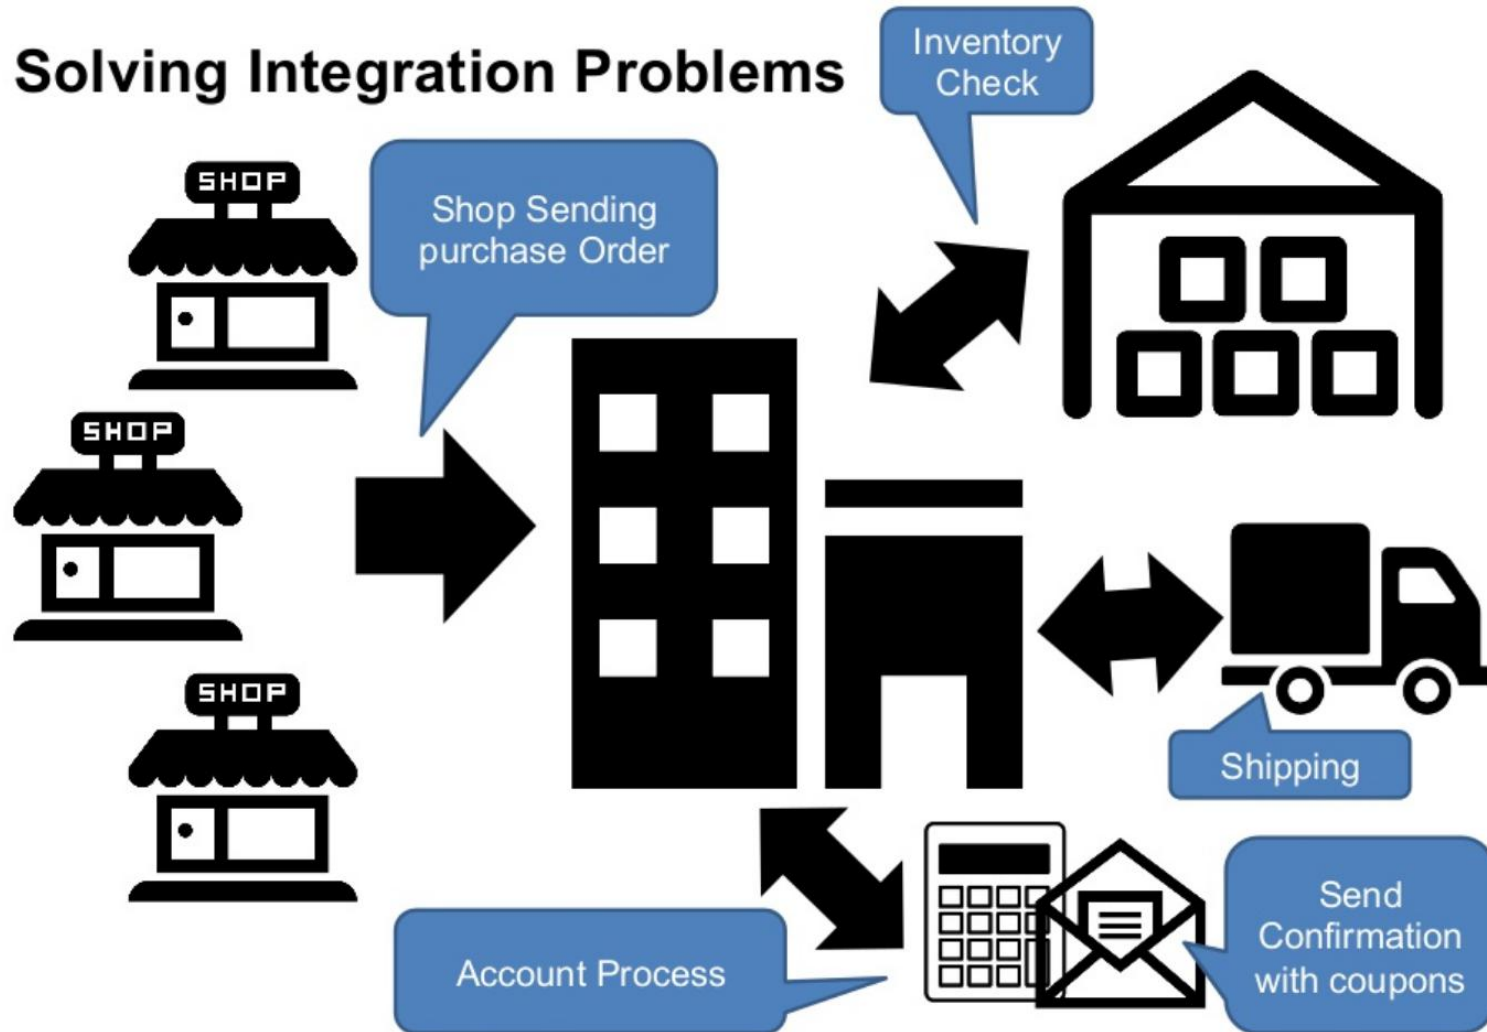 Solving Integration Problems
Inventory
Check
SHOP
Shop Sending
purchase Order
SHOP
SHOP
Shipping
Account Process
Send
Confirmation
with coupons